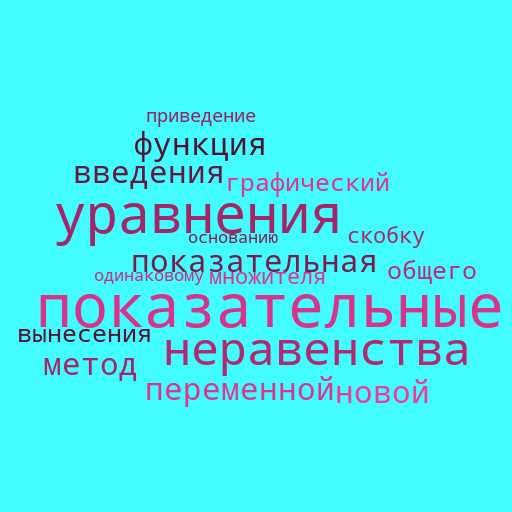 приведение
функция
введения
графический
уравнения
основанию
скобку
показательная
общего
одинаковому
множителя
показательные
вынесения
неравенства
метод
переменной
новой